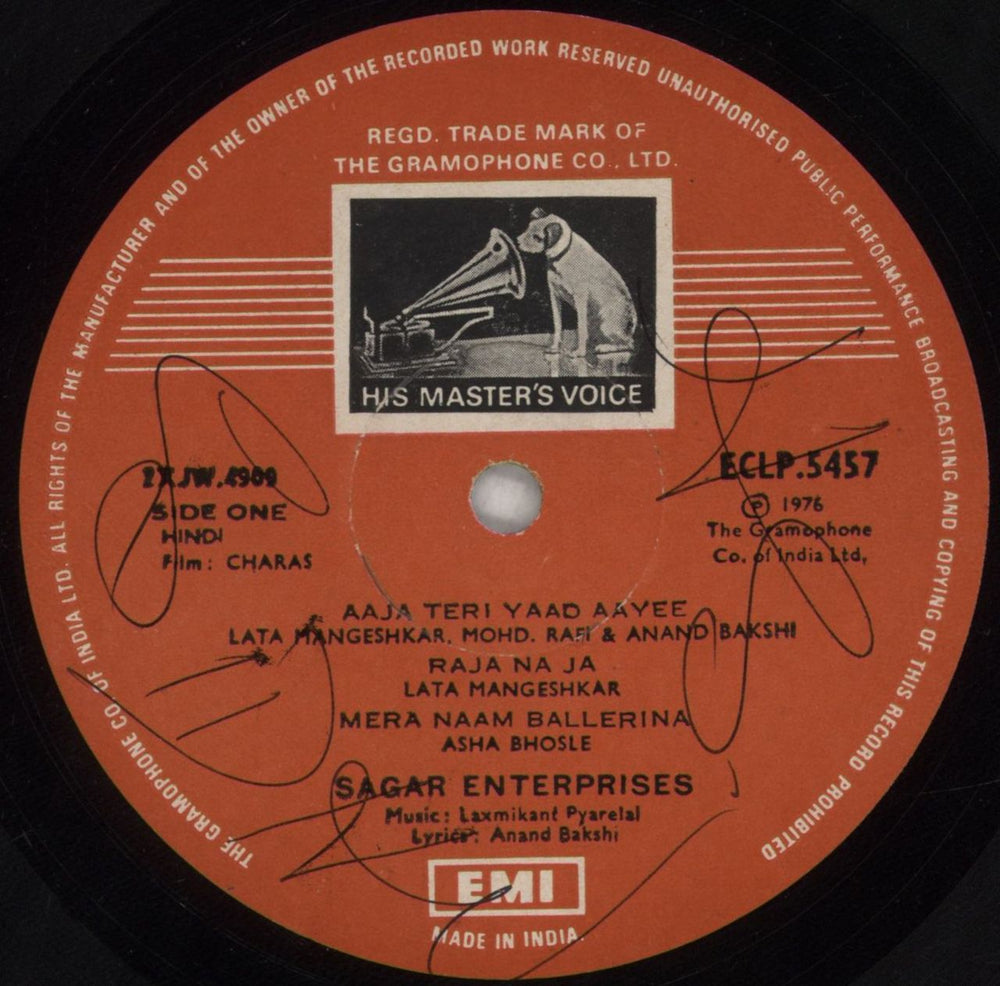 THE GRAMOPHONE CO. OF INDIA LTD. ALL RIGHTS OF THE MANUFACTURER AND OF THE OWNER OF THE RECORDED WORK RESERVED UNAUTHORISED PUBLIC PERFORMANCE BROADCASTING AND COPYING OF THIS RECORD PROHIBITED
REGD. TRADE MARK OF
THE GRAMOPHONE CO., LTD.
HIS MASTER'S VOICE
ECLP.5457
SIDE ONE
HINDI
Film: CHARAS
Ⓟ 1976
The Gramophone
Co. of India Ltd,
AAJA TERI YAAD AAYEE
LATA MANGESHKAR, MOHD. RAFI & ANAND BAKSHI
RAJA NA JA
LATA MANGESHKAR
MERA NAAM BALLERINA
ASHA BHOSLE
SAGAR ENTERPRISES
Music: Laxmikant Pyarelal
Lyrics: Anand Bakshi
EMI
MADE IN INDIA.